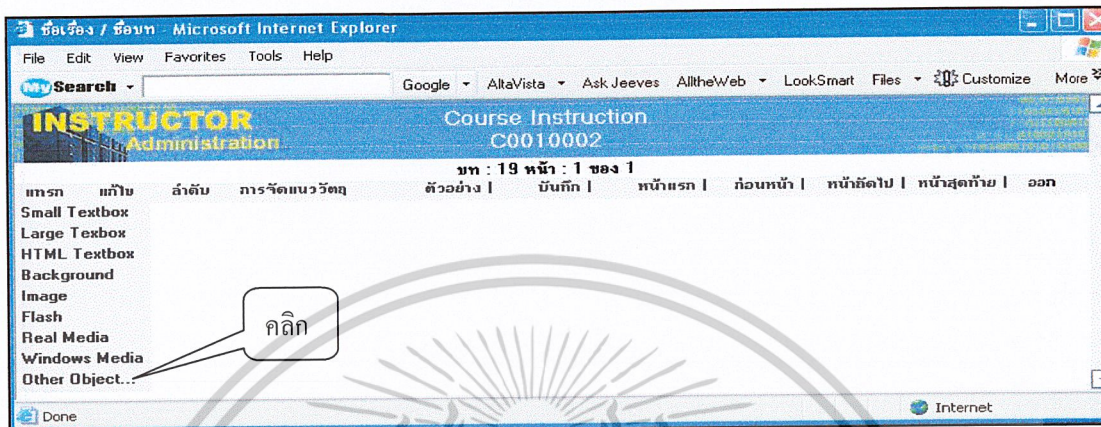 ชื่อเรื่อง / ชื่อบท - Microsoft Internet Explorer
File Edit View Favorites Tools Help
My Search Google AltaVista Ask Jeeves AlltheWeb LookSmart Files Customize More
INSTRUCTOR Course Instruction
Administration C0010002
บท : 19 หน้า : 1 ของ 1
แทรก แก้ไข ลำดับ การจัดแนววัตถุ ตัวอย่าง | บันทึก | หน้าแรก | ก่อนหน้า | หน้าถัดไป | หน้าสุดท้าย | ออก
Small Textbox
Large Texbox
HTML Textbox
Background
Image
Flash
คลิก
Real Media
Windows Media
Other Object...
Done Internet